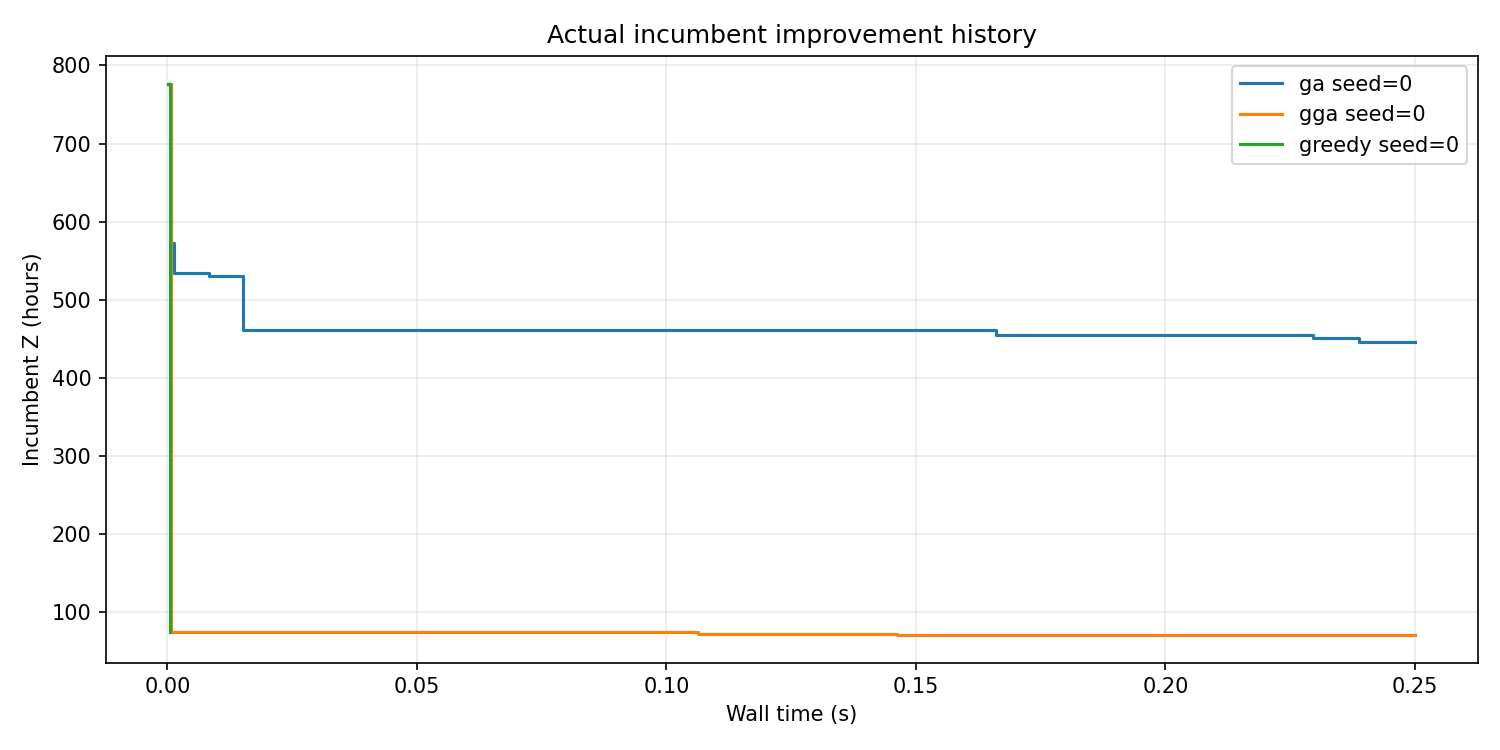 Actual incumbent improvement history
ga seed=0
gga seed=0
greedy seed=0
Incumbent Z (hours)
800
700
600
500
400
300
200
100
0.00
0.05
0.10
0.15
0.20
0.25
Wall time (s)